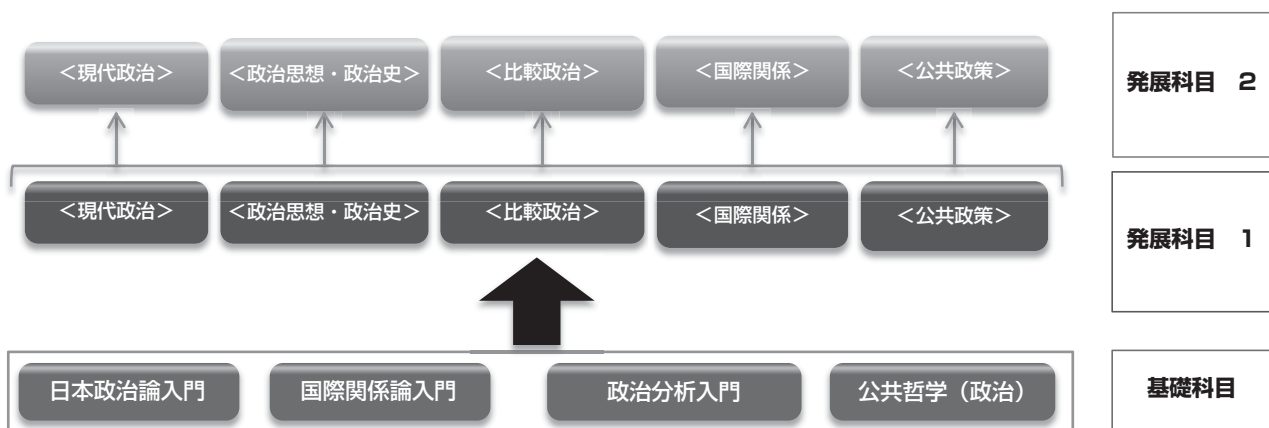 <現代政治> <政治思想・政治史> <比較政治> <国際関係> <公共政策> 発展科目 2
<現代政治> <政治思想・政治史> <比較政治> <国際関係> <公共政策> 発展科目 1
日本政治論入門 国際関係論入門 政治分析入門 公共哲学（政治） 基礎科目